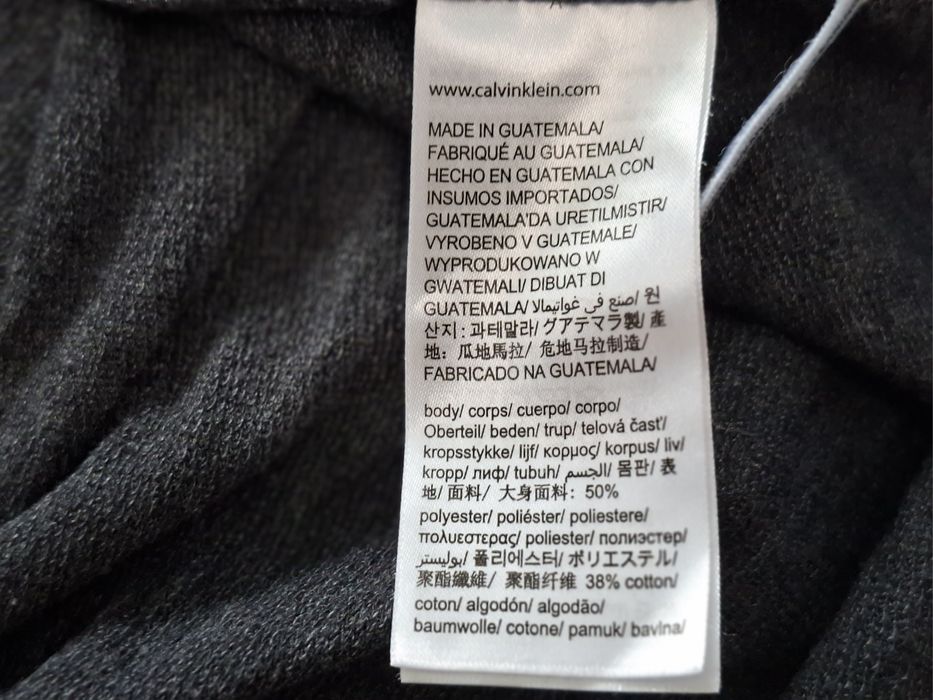 www.calvinklein.com
MADE IN GUATEMALA/
FABRIQUÉ AU GUATEMALA/
HECHO EN GUATEMALA CON
INSUMOS IMPORTADOS/
GUATEMALA'DA URETILMISTIR/
VYROBENO V GUATEMALE/
WYPRODUKOWANO W
GWATEMALI/ DIBUAT DI
GUATEMALA/ صنع في غواتيمالا/ 원
산지: 과테말라/ グアテマラ製/ 產
地: 瓜地馬拉/ 危地马拉制造/
FABRICADO NA GUATEMALA/
body/ corps/ cuerpo/ corpo/
Oberteil/ beden/ trup/ telová časť/
kropsstykke/ lijf/ κορμος/ korpus/ liv/
kropp/ лиф/ tubuh/ الجسم/ 몸판/ 表
地/ 面料/ 大身面料: 50%
polyester/ poliéster/ poliestere/
πολυεστερας/ poliester/ полиэстер/
بوليستر/ 폴리에스터/ ポリエステル/
聚酯纖維/ 聚酯纤维 38% cotton/
coton/ algodón/ algodão/
baumwolle/ cotone/ pamuk/ bavlna/